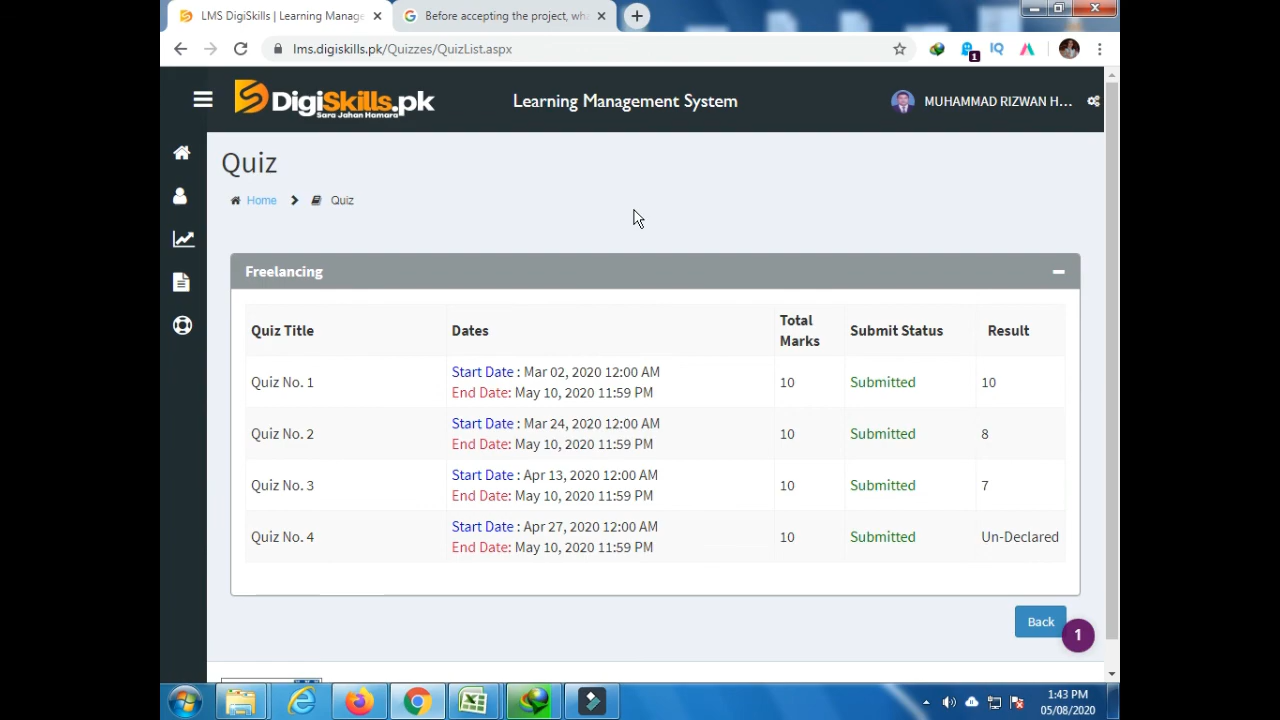 LMS DigiSkills | Learning Manage
Before accepting the project, wha
lms.digiskills.pk/Quizzes/QuizList.aspx
1
IQ
DigiSkills.pk
Sara Jahan Hamara
Learning Management System
MUHAMMAD RIZWAN H...
Quiz
Home
Quiz
Freelancing
Quiz Title Dates Total Marks Submit Status Result
Quiz No. 1 Start Date : Mar 02, 2020 12:00 AM 10 Submitted 10
End Date: May 10, 2020 11:59 PM
Quiz No. 2 Start Date : Mar 24, 2020 12:00 AM 10 Submitted 8
End Date: May 10, 2020 11:59 PM
Quiz No. 3 Start Date : Apr 13, 2020 12:00 AM 10 Submitted 7
End Date: May 10, 2020 11:59 PM
Quiz No. 4 Start Date : Apr 27, 2020 12:00 AM 10 Submitted Un-Declared
End Date: May 10, 2020 11:59 PM
Back
1
1:43 PM
05/08/2020